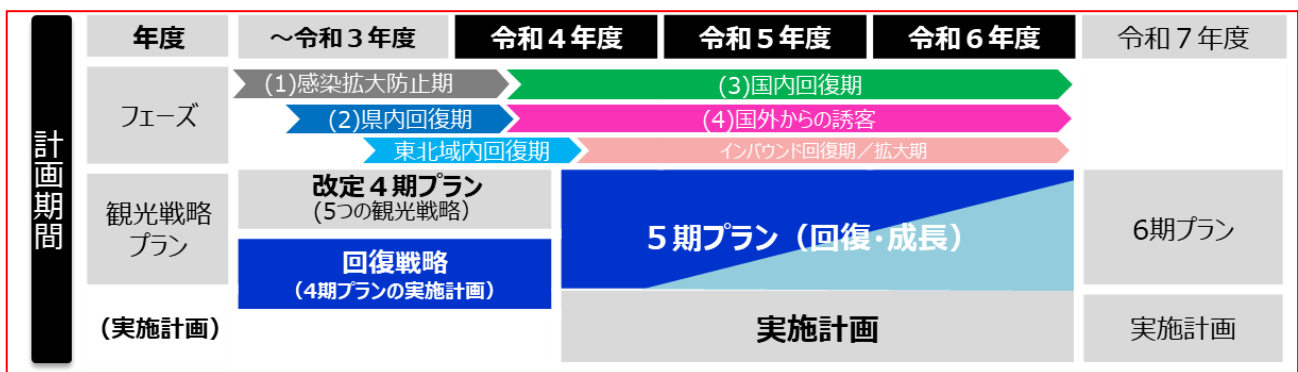 計画期間
年度
～令和3年度
令和4年度
令和5年度
令和6年度
令和7年度
フェーズ
(1)感染拡大防止期
(3)国内回復期
(2)県内回復期
(4)国外からの誘客
東北域内回復期
インバウンド回復期／拡大期
観光戦略
プラン
改定4期プラン
(5つの観光戦略)
回復戦略
(4期プランの実施計画)
5期プラン（回復・成長）
6期プラン
(実施計画)
実施計画
実施計画